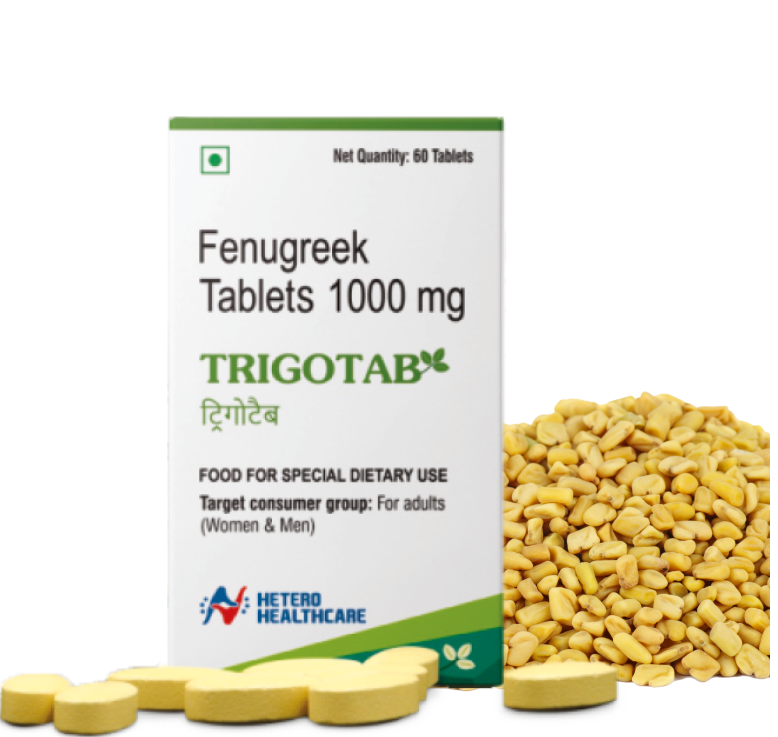 Net Quantity: 60 Tablets
Fenugreek
Tablets 1000 mg
TRIGOTAB
ट्रिगोटैब
FOOD FOR SPECIAL DIETARY USE
Target consumer group: For adults
(Women & Men)
HETERO
HEALTHCARE